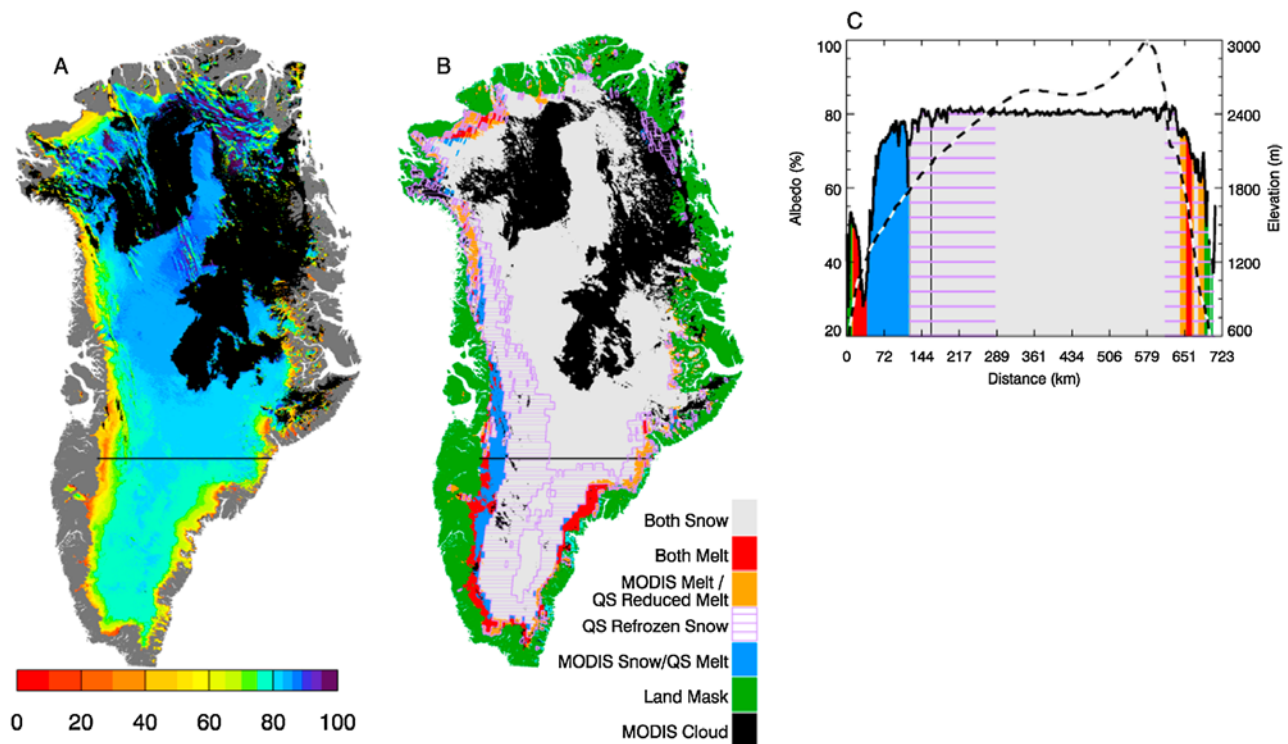 A
B
C
0 20 40 60 80 100
Both Snow
Both Melt
MODIS Melt /
QS Reduced Melt
QS Refrozen Snow
MODIS Snow/QS Melt
Land Mask
MODIS Cloud
100
80
60
40
20
Albedo (%)
3000
2400
1800
1200
600
Elevation (m)
0 72 144 217 289 361 434 506 579 651 723
Distance (km)